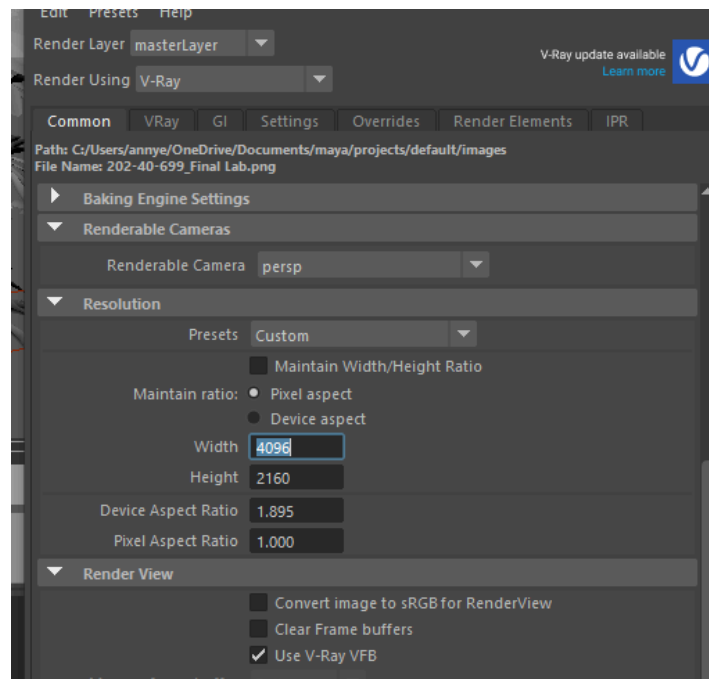 Edit Presets Help
Render Layer masterLayer
V-Ray update available
Render Using V-Ray
Learn more
Common VRay GI Settings Overrides Render Elements IPR
Path: C:/Users/annye/OneDrive/Documents/maya/projects/default/images
File Name: 202-40-699_Final Lab.png
Baking Engine Settings
Renderable Cameras
Renderable Camera persp
Resolution
Presets Custom
Maintain Width/Height Ratio
Maintain ratio: Pixel aspect
Device aspect
Width 4096
Height 2160
Device Aspect Ratio 1.895
Pixel Aspect Ratio 1.000
Render View
Convert image to sRGB for RenderView
Clear Frame buffers
Use V-Ray VFB